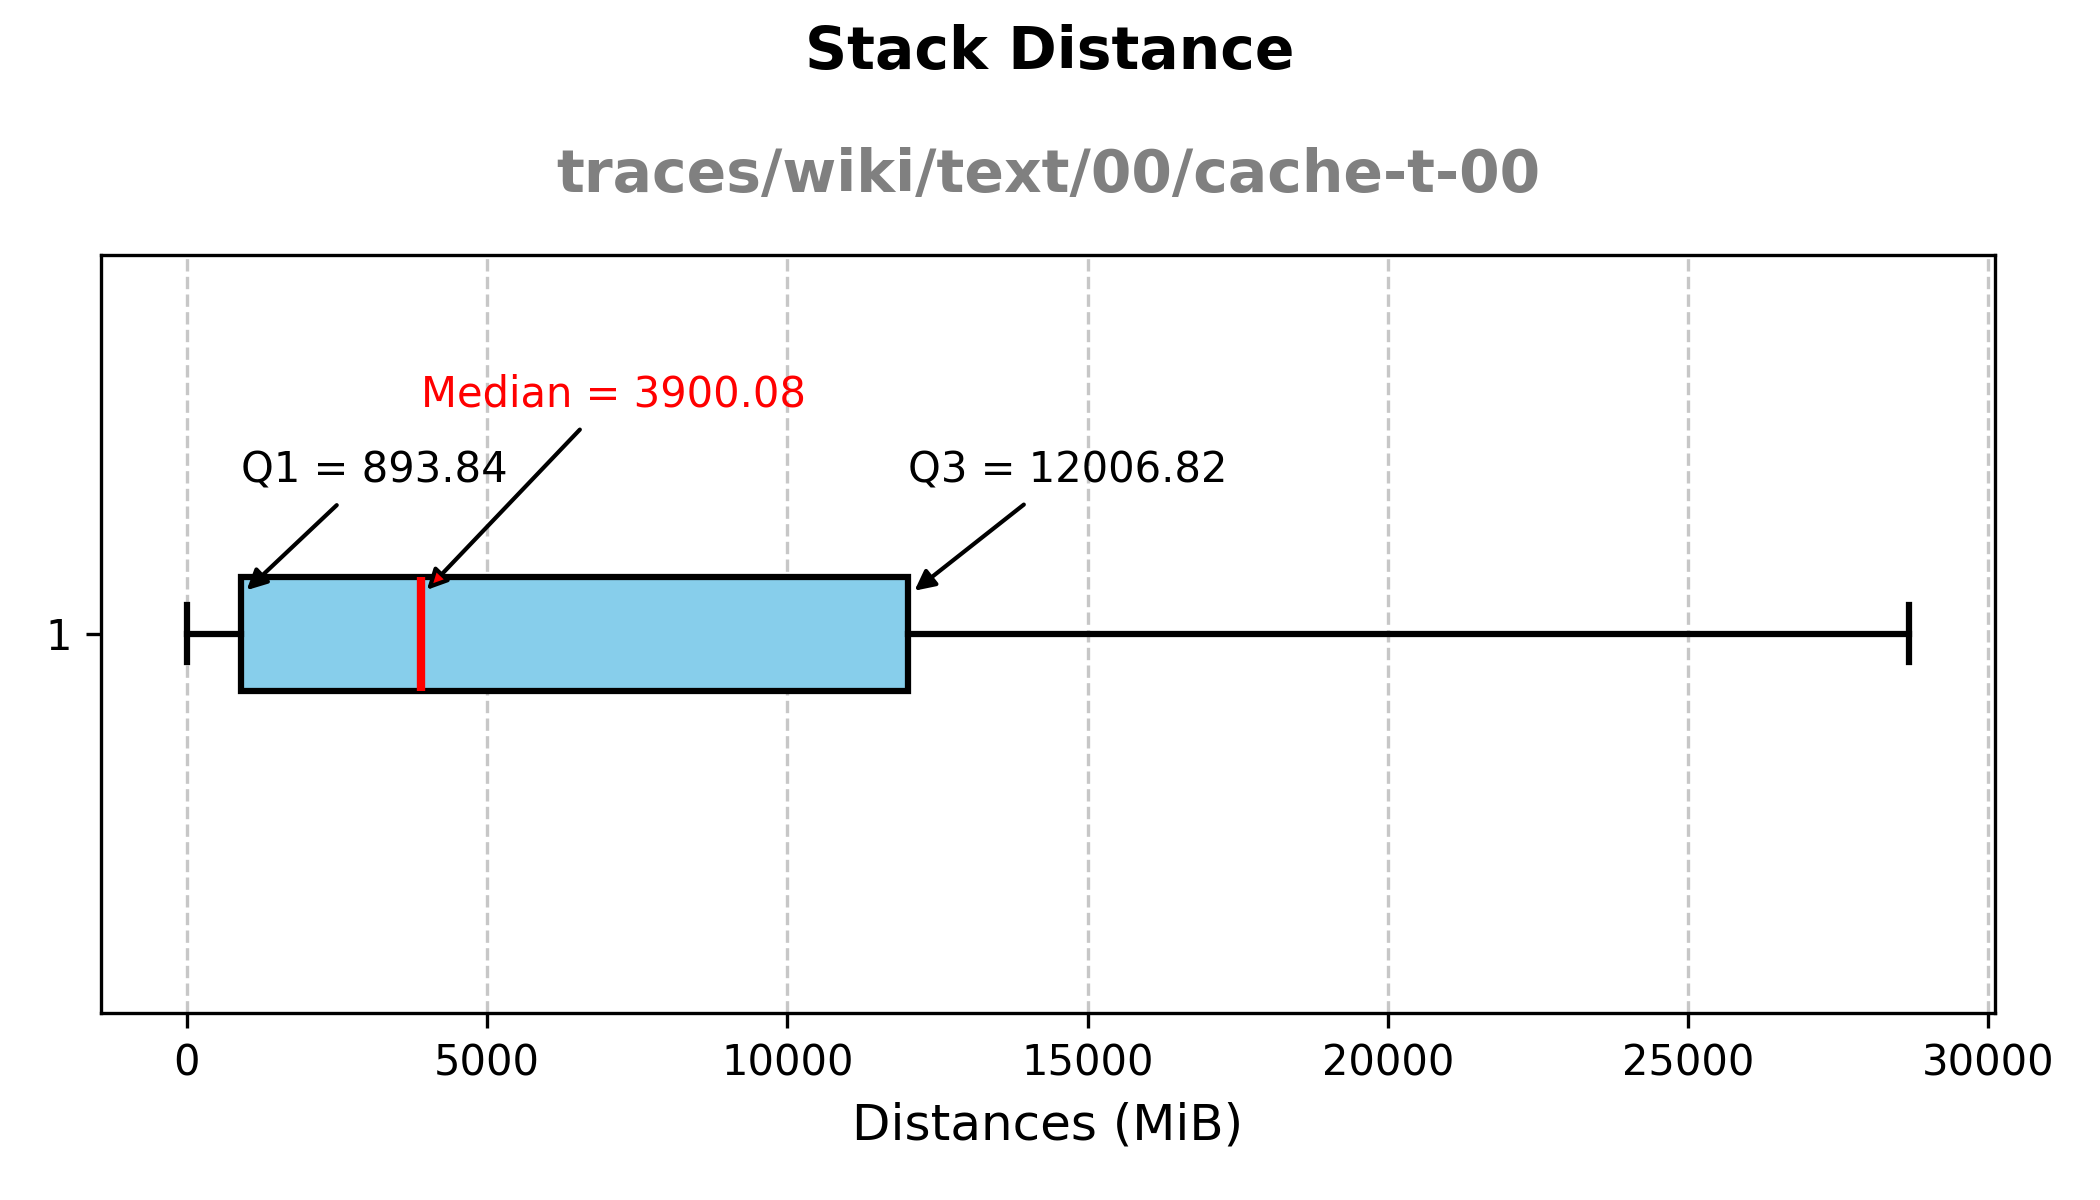 Stack Distance
traces/wiki/text/00/cache-t-00
Median = 3900.08
Q1 = 893.84
Q3 = 12006.82
1
0 5000 10000 15000 20000 25000 30000
Distances (MiB)